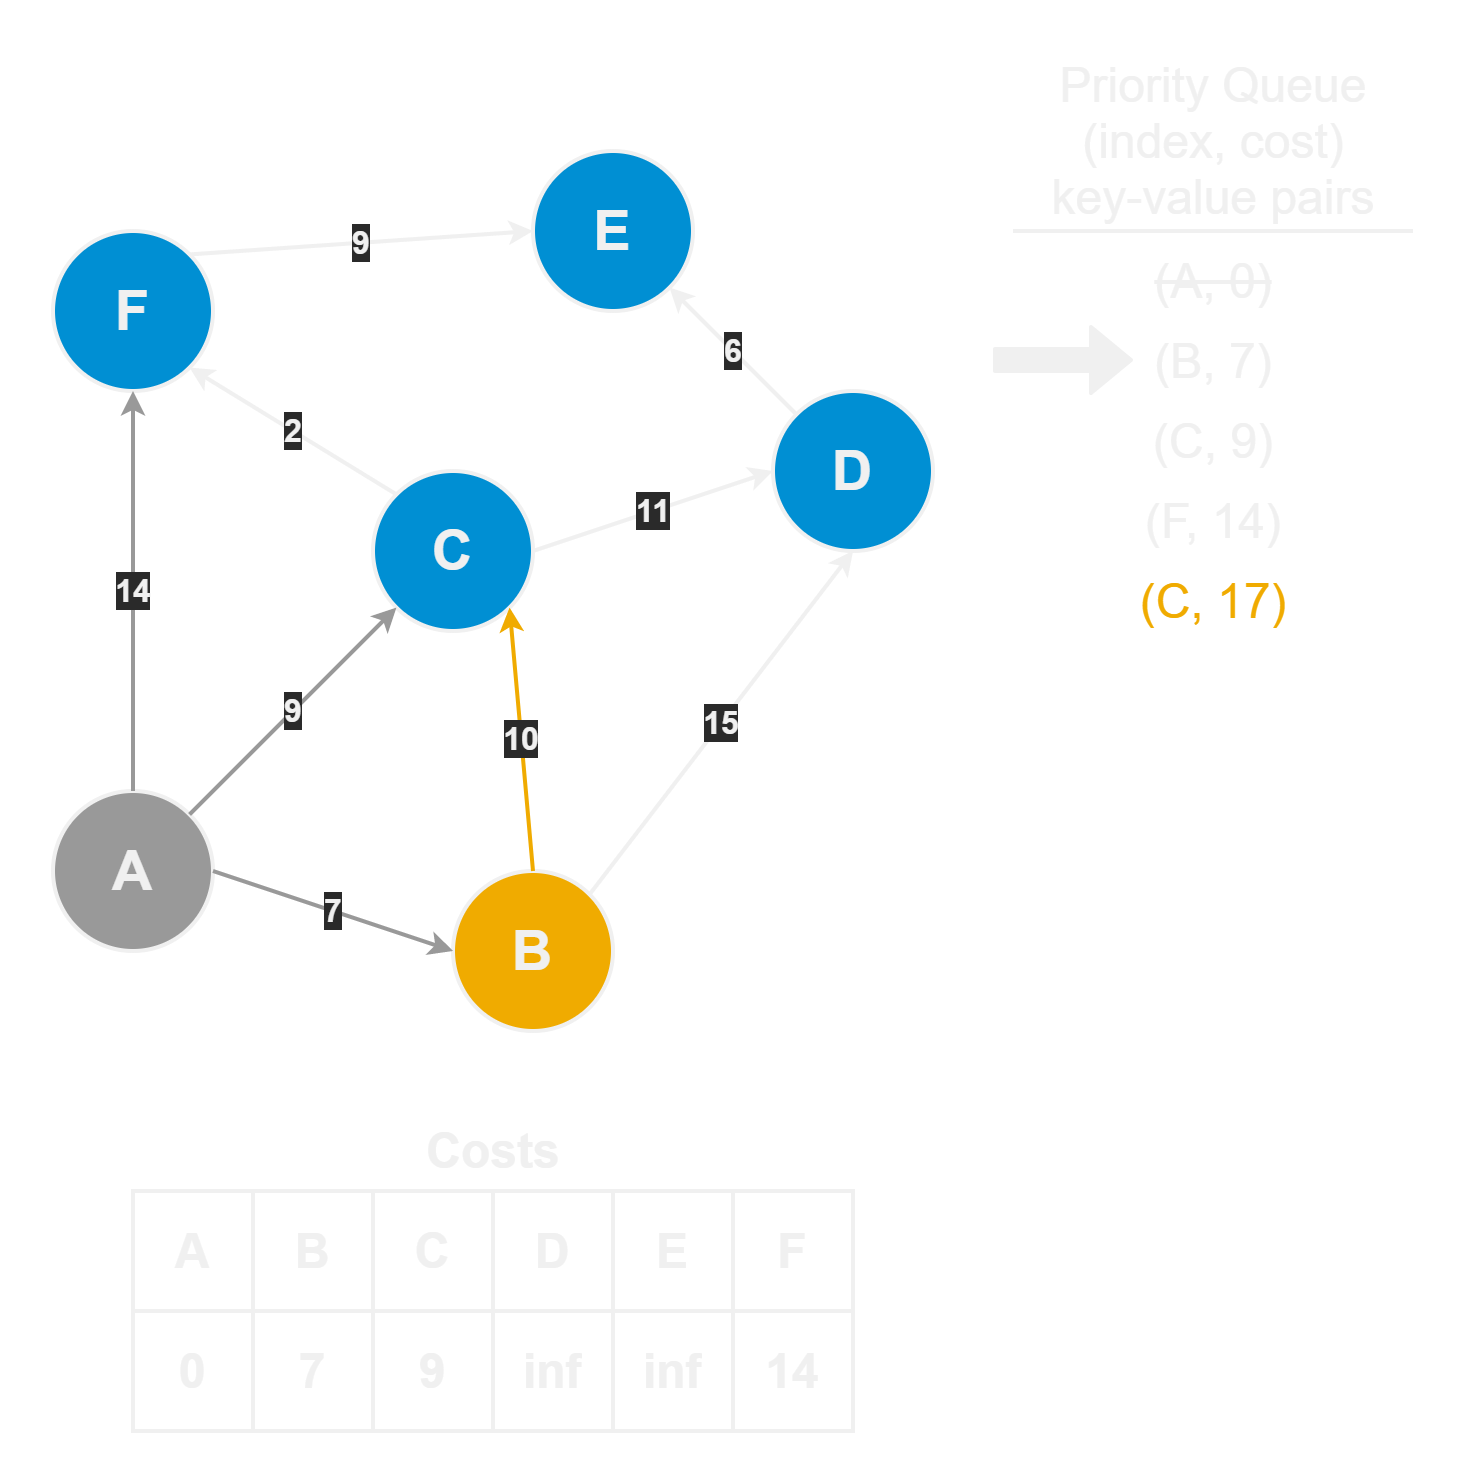 Priority Queue
(index, cost)
key-value pairs
(A, 0)
(B, 7)
(C, 9)
(F, 14)
(C, 17)
E
9
F
6
2
D
11
C
14
9
15
10
A
7
B
Costs
A B C D E F
0 7 9 inf inf 14